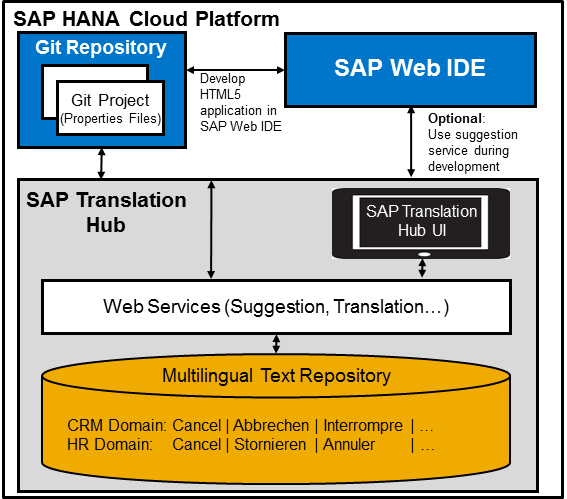 SAP HANA Cloud Platform
Git Repository
Git Project
(Properties Files)
Develop
HTML5
application in
SAP Web IDE
SAP Web IDE
Optional:
Use suggestion
service during
development
SAP Translation
Hub
SAP Translation
Hub UI
Web Services (Suggestion, Translation…)
Multilingual Text Repository
CRM Domain: Cancel | Abbrechen | Interrompre | …
HR Domain: Cancel | Stornieren | Annuler | …